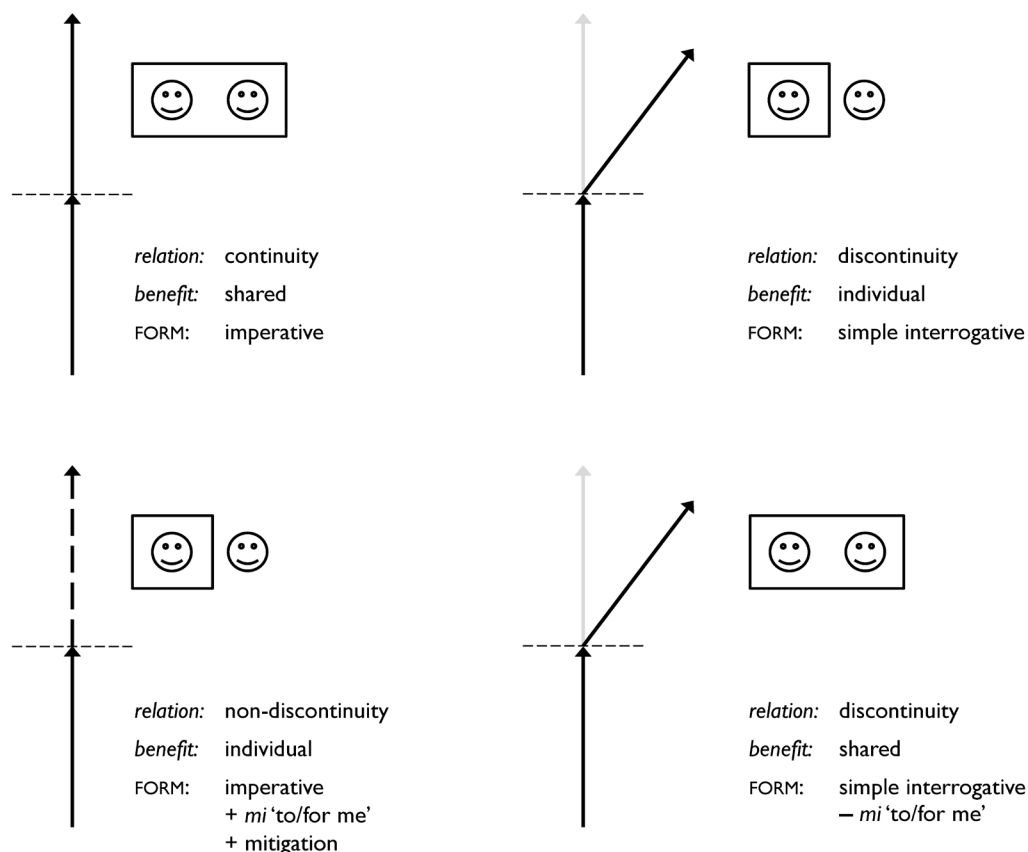 relation: continuity
benefit: shared
FORM: imperative
relation: discontinuity
benefit: individual
FORM: simple interrogative
relation: non-discontinuity
benefit: individual
FORM: imperative
+ mi ‘to/for me’
+ mitigation
relation: discontinuity
benefit: shared
FORM: simple interrogative
– mi ‘to/for me’